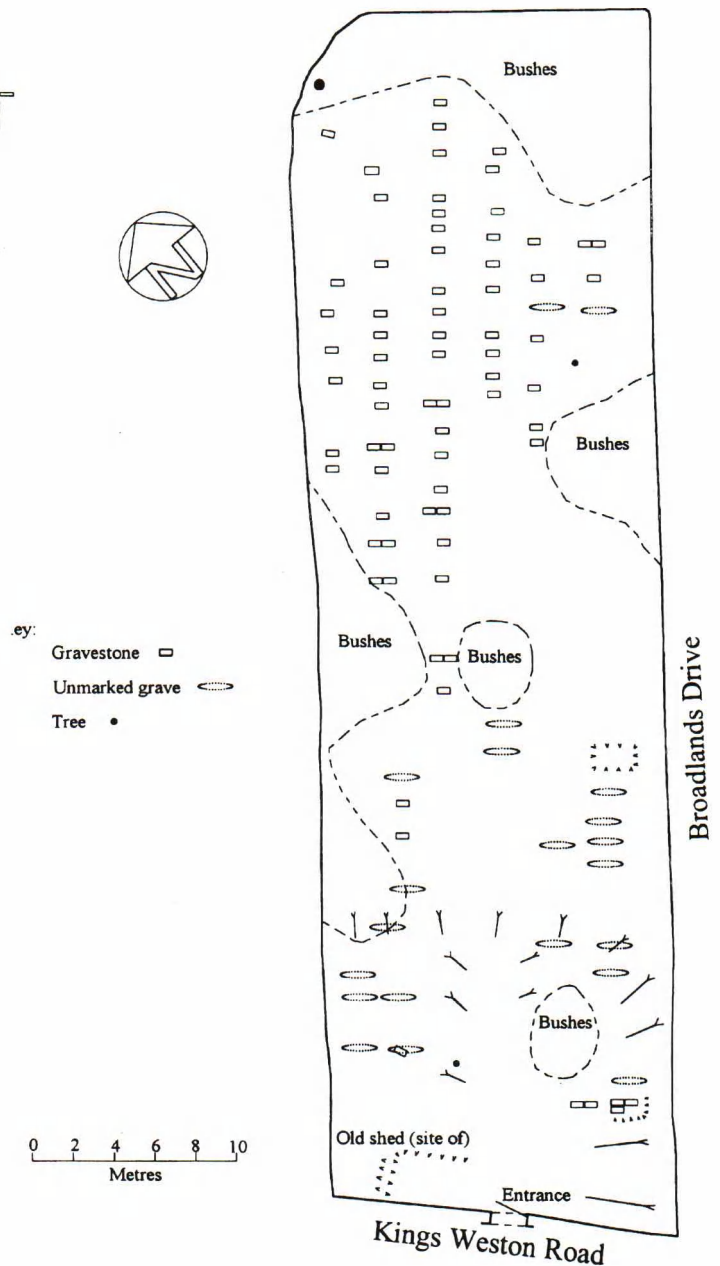 Bushes
N
Bushes
.ey:
Gravestone
Unmarked grave
Tree
Bushes
Bushes
Broadlands Drive
Bushes
0 2 4 6 8 10
Metres
Old shed (site of)
Entrance
Kings Weston Road